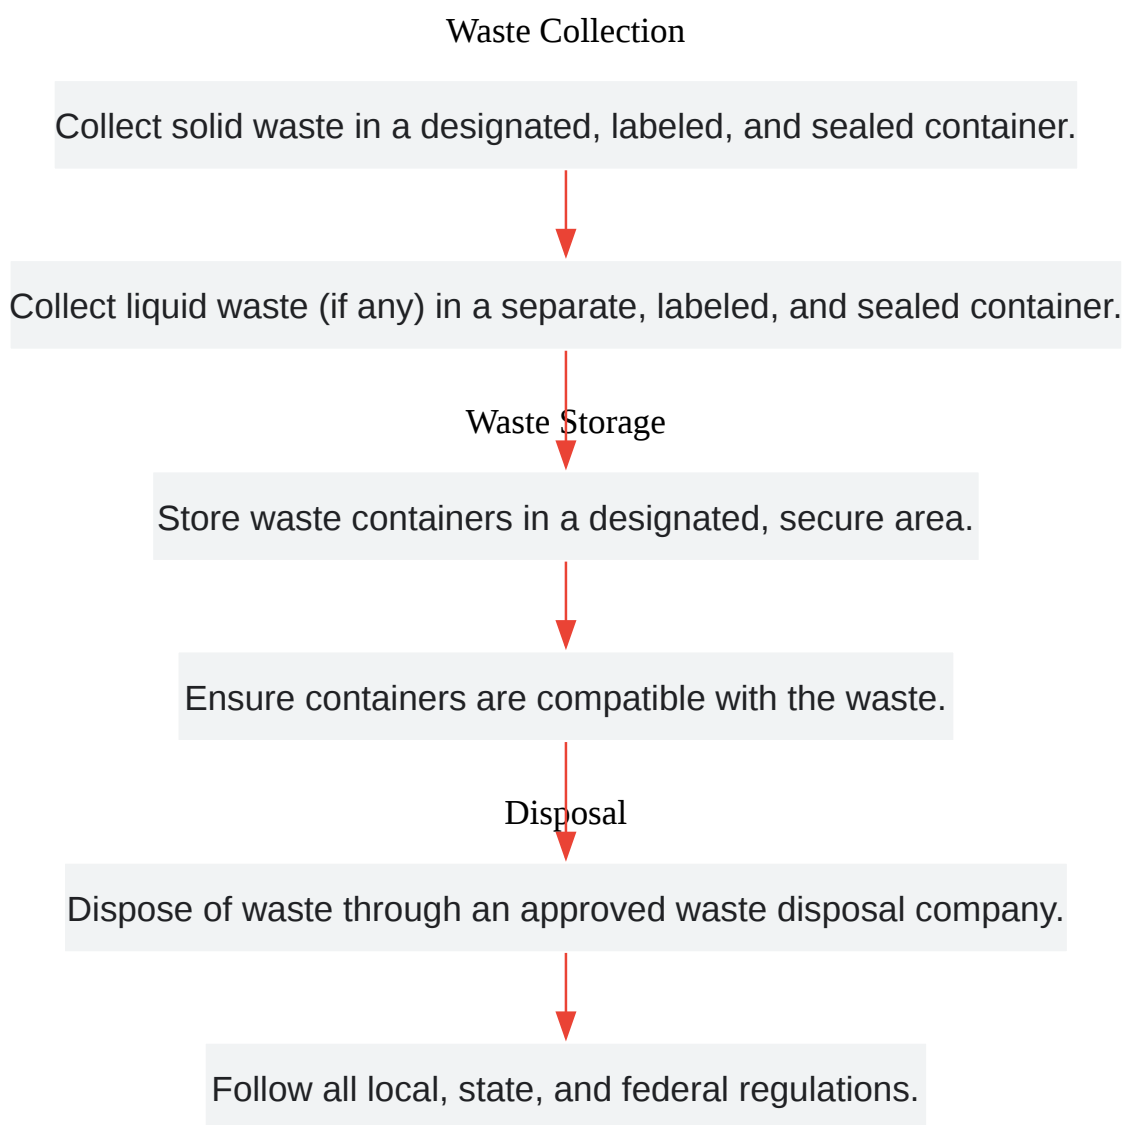 Waste Collection
Collect solid waste in a designated, labeled, and sealed container.
Collect liquid waste (if any) in a separate, labeled, and sealed container.
Waste Storage
Store waste containers in a designated, secure area.
Ensure containers are compatible with the waste.
Disposal
Dispose of waste through an approved waste disposal company.
Follow all local, state, and federal regulations.